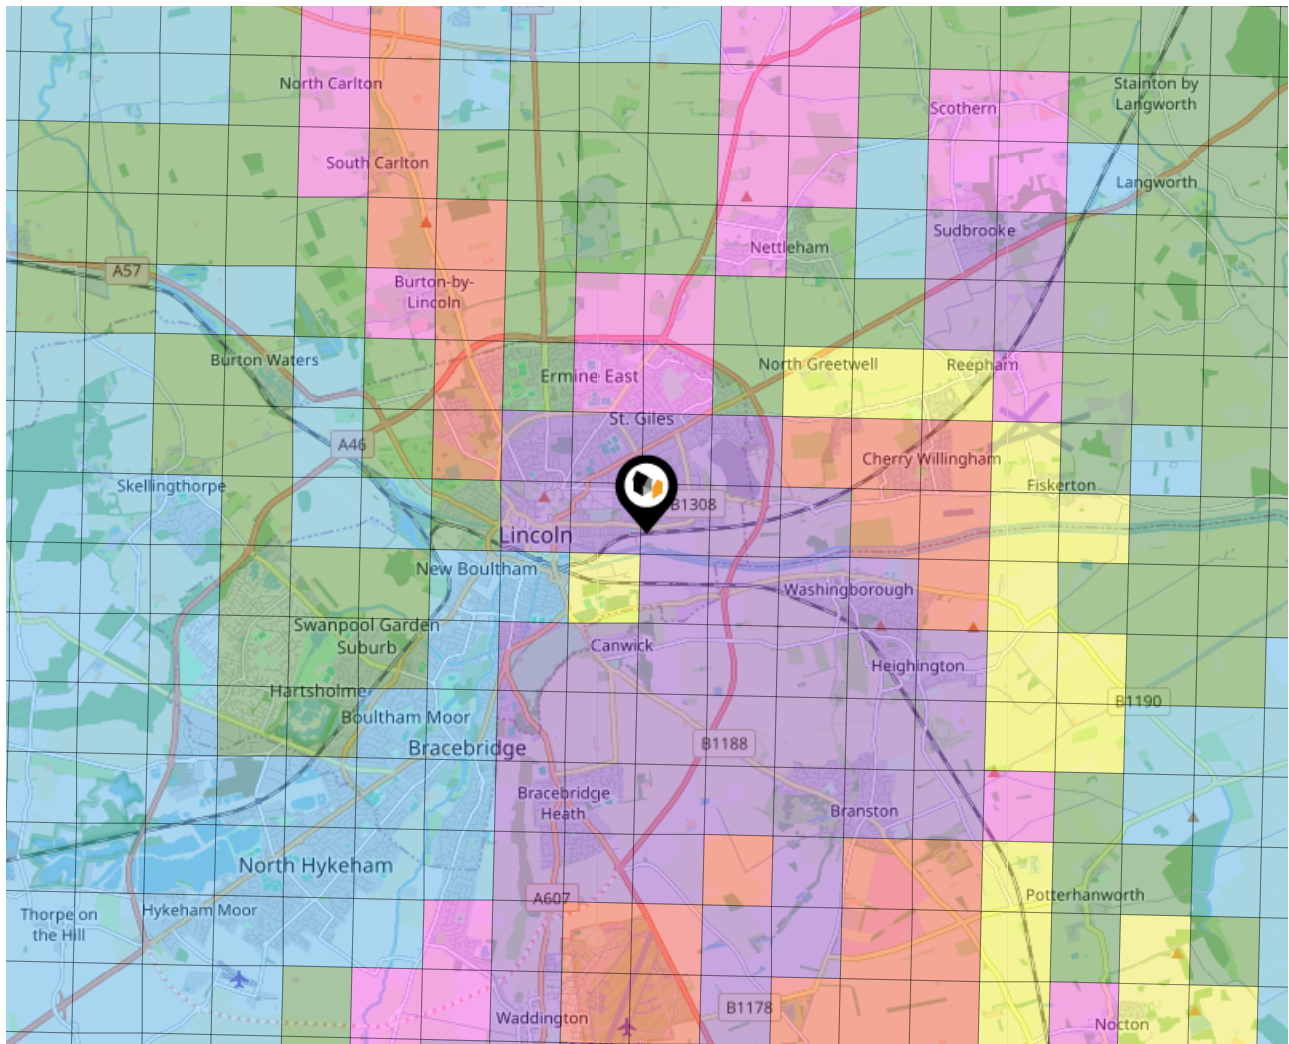 North Carlton
Stainton by
Langworth
Scothern
South Carlton
Langworth
Sudbrooke
Nettleham
A57
Burton-by-
Lincoln
Burton Waters
North Greetwell
Reepham
Ermine East
St. Giles
A46
Cherry Willingham
Skellingthorpe
Fiskerton
B1308
Lincoln
New Boultham
Washingborough
Swanpool Garden
Suburb
Canwick
Heighington
Hartsholme
B1190
Boultham Moor
Bracebridge
B1188
Bracebridge
Heath
Branston
North Hykeham
A607
Potterhanworth
Thorpe on
the Hill
Hykeham Moor
B1178
Waddington
Nocton